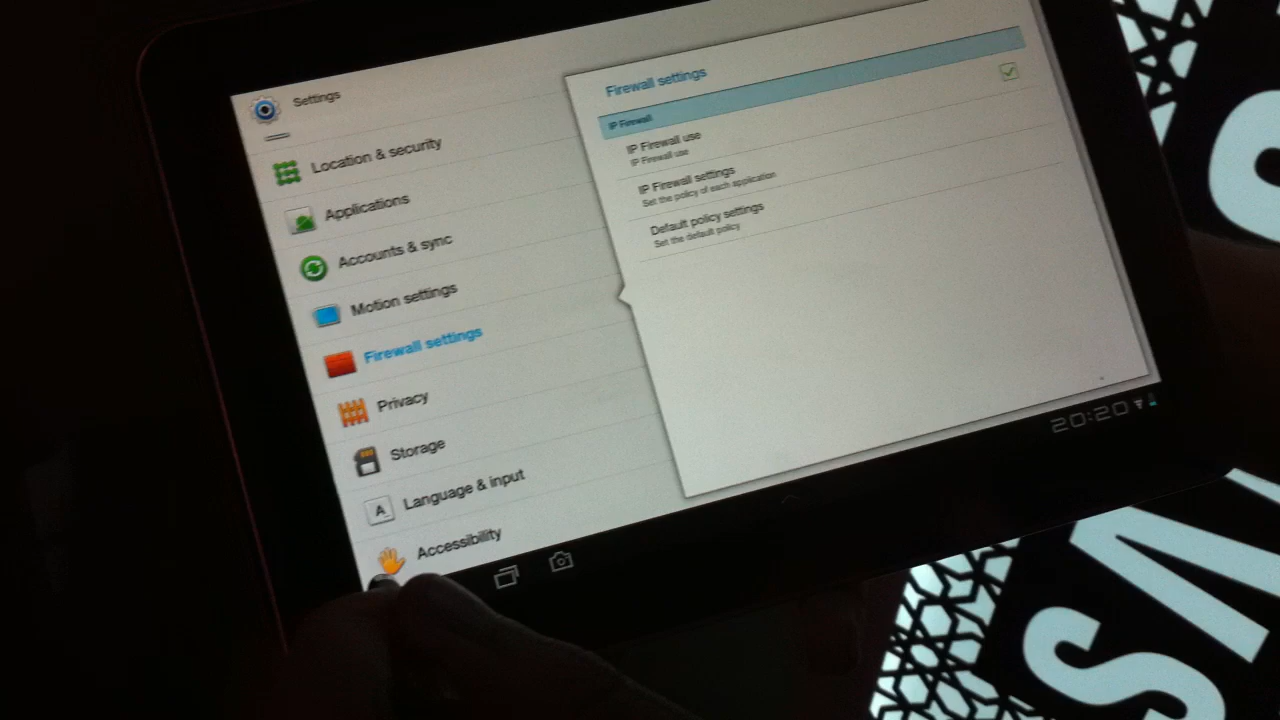 Settings
Location & security
Applications
Accounts & sync
Motion settings
Firewall settings
Privacy
Storage
A
Language & input
Accessibility
Firewall settings
IP Firewall
IP Firewall use
IP Firewall use
IP Firewall settings
Set the policy of each application
Default policy settings
Set the default policy
20:20
S